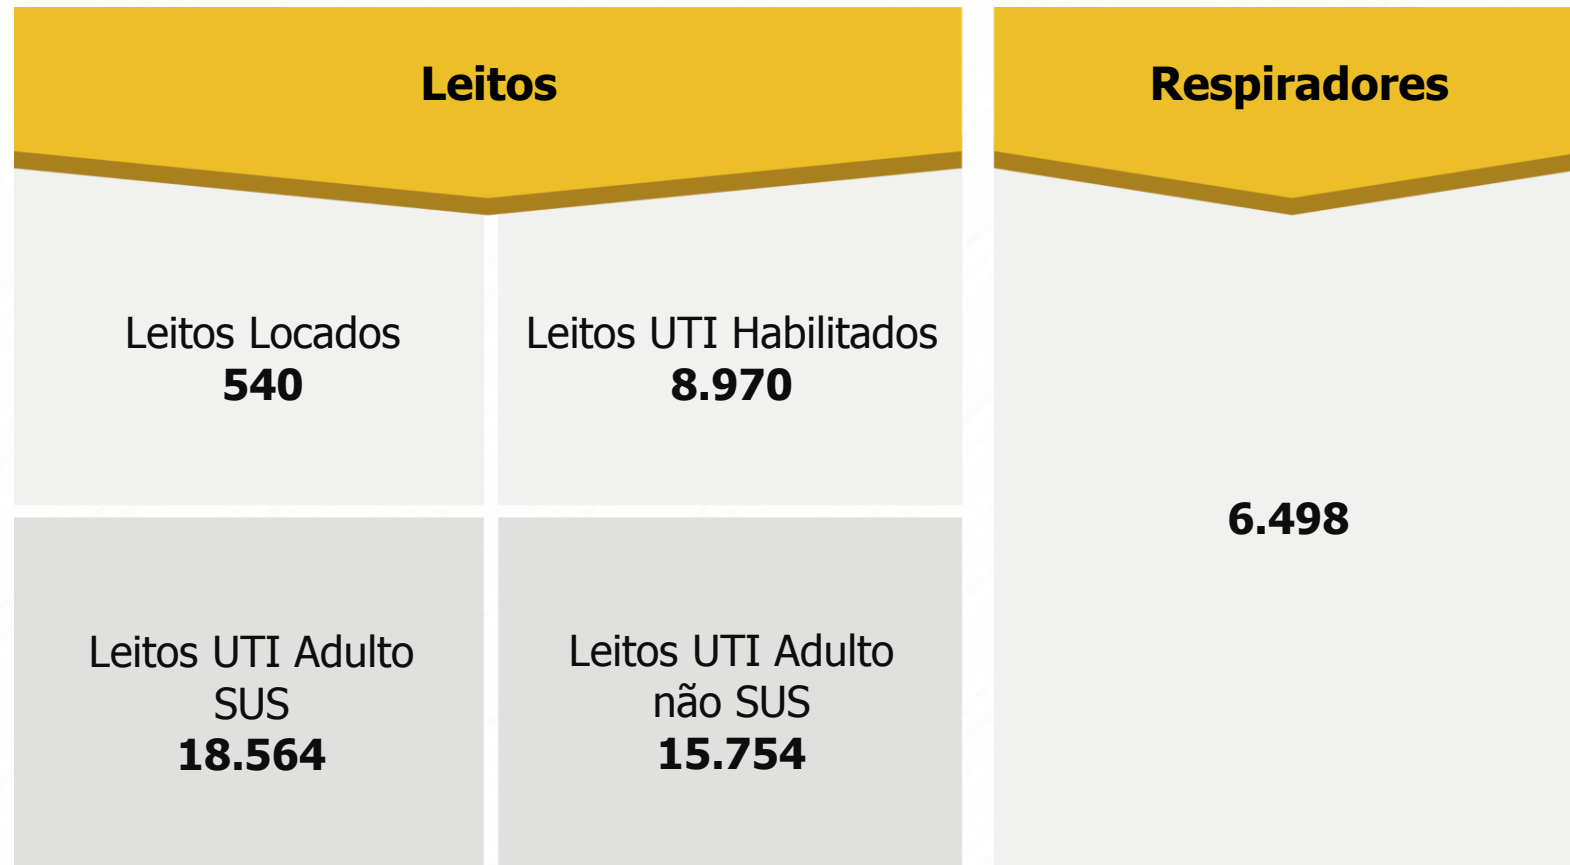 Leitos
Leitos Locados
540
Leitos UTI Habilitados
8.970
Leitos UTI Adulto
SUS
18.564
Leitos UTI Adulto
não SUS
15.754
Respiradores
6.498